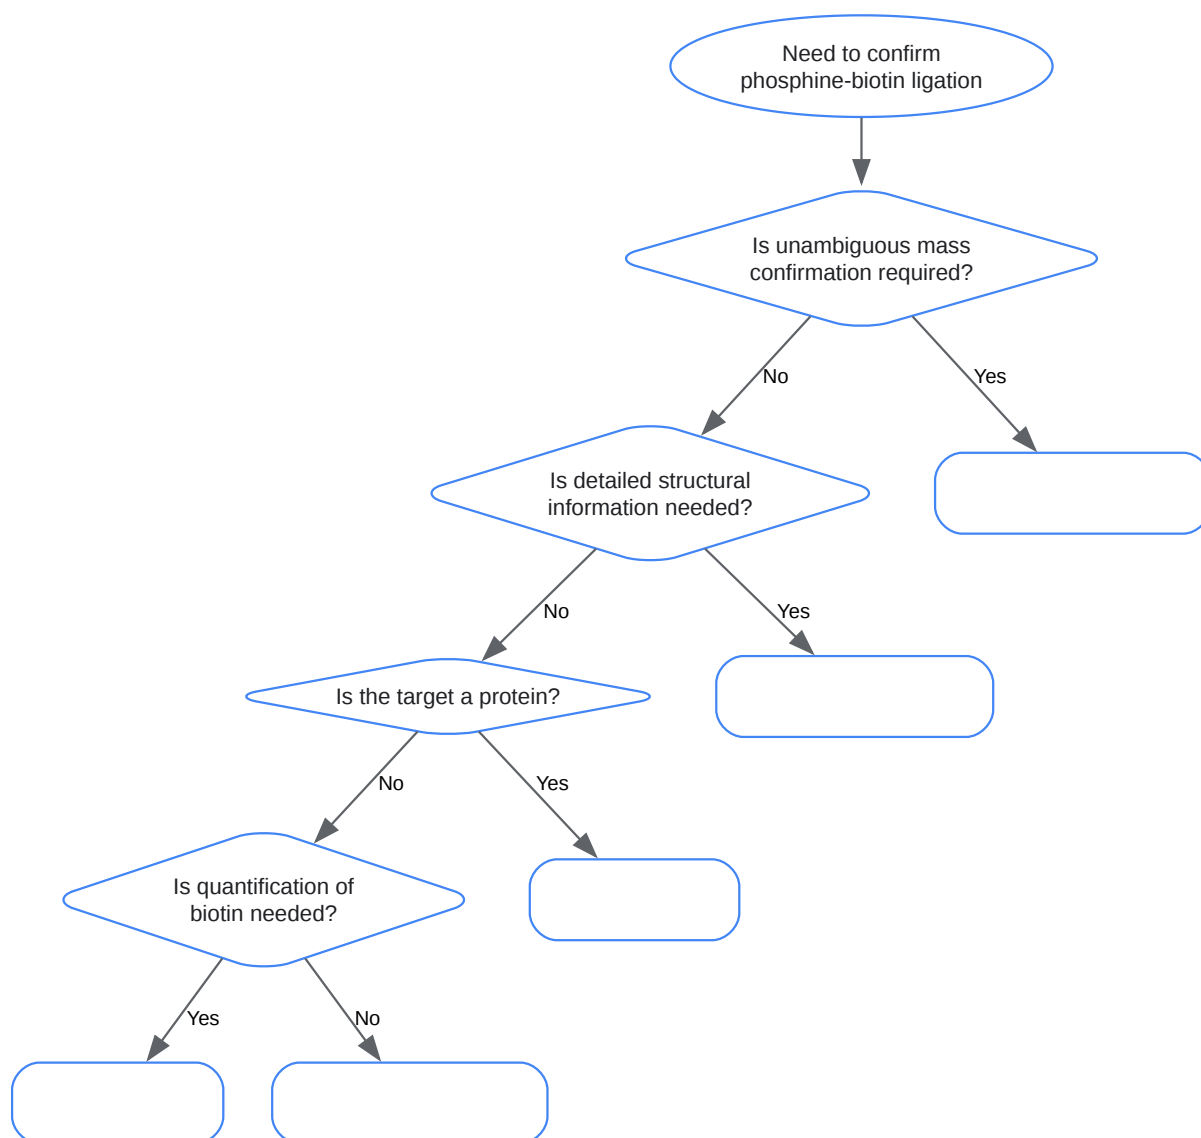 Need to confirm
phosphine-biotin ligation
Is unambiguous mass
confirmation required?
No
Yes
Is detailed structural
information needed?
No
Yes
Is the target a protein?
No
Yes
Is quantification of
biotin needed?
Yes
No